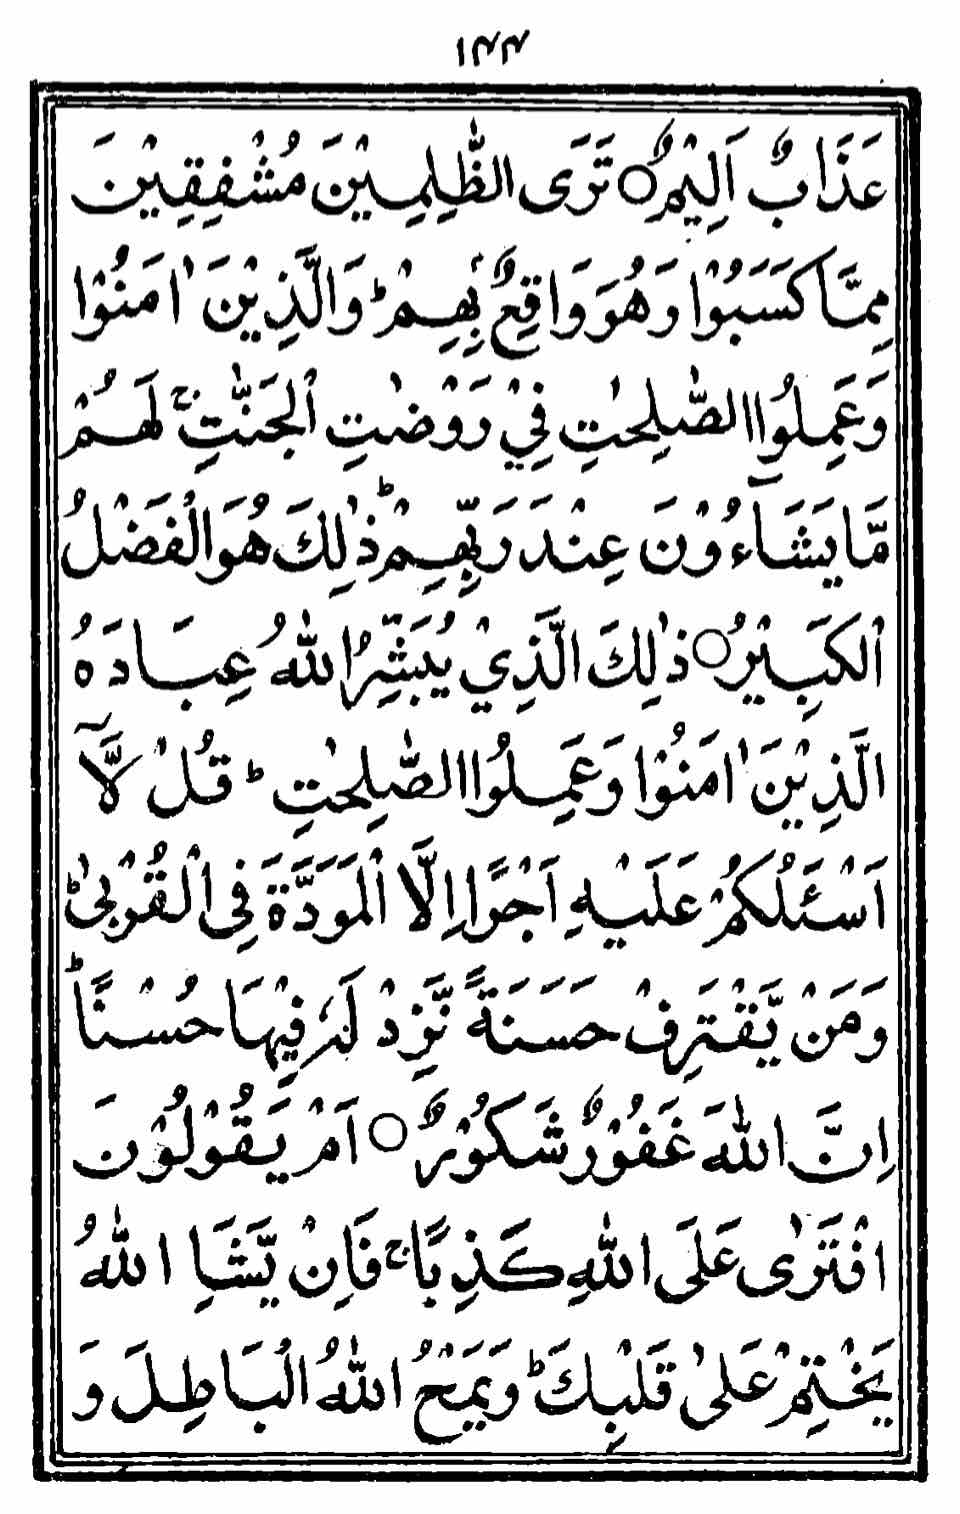 ۱۴۴
عَذَابٌ اَلِيْمٌ ○ تَرَى الظّٰلِمِيْنَ مُشْفِقِيْنَ
مِمَّا كَسَبُوْا وَهُوَ وَاقِعٌۢ بِهِمْ ؕ وَالَّذِيْنَ اٰمَنُوْا
وَعَمِلُوا الصّٰلِحٰتِ فِيْ رَوْضٰتِ الْجَنّٰتِ ۚ لَهُمْ
مَّا يَشَآءُوْنَ عِنْدَ رَبِّهِمْ ؕ ذٰلِكَ هُوَ الْفَضْلُ
الْكَبِيْرُ ○ ذٰلِكَ الَّذِيْ يُبَشِّرُ اللّٰهُ عِبَادَهُ
الَّذِيْنَ اٰمَنُوْا وَعَمِلُوا الصّٰلِحٰتِ ؕ قُلْ لَّآ
اَسْئَلُكُمْ عَلَيْهِ اَجْرًا اِلَّا الْمَوَدَّةَ فِى الْقُرْبٰى ؕ
وَمَنْ يَّقْتَرِفْ حَسَنَةً نَّزِدْ لَهٗ فِيْهَا حُسْنًا ؕ
اِنَّ اللّٰهَ غَفُوْرٌ شَكُوْرٌ ○ اَمْ يَقُوْلُوْنَ
افْتَرٰى عَلَى اللّٰهِ كَذِبًا ۚ فَاِنْ يَّشَاِ اللّٰهُ
يَخْتِمْ عَلٰى قَلْبِكَ ؕ وَيَمْحُ اللّٰهُ الْبَاطِلَ وَ